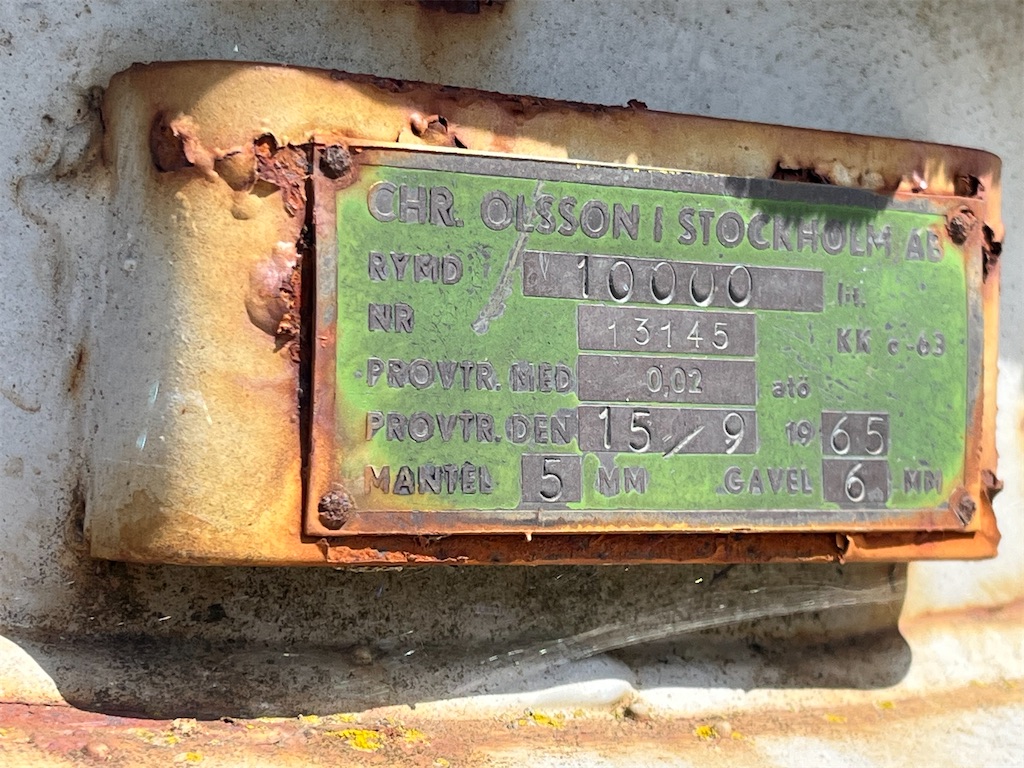 CHR. OLSSON I STOCKHOLM AB
RYMD 10000 lit.
NR 13145 KK 63
PROVTR. MED 0,02 atö
PROVTR. DEN 15/9 1965
MANTEL 5 MM GAVEL 6 MM